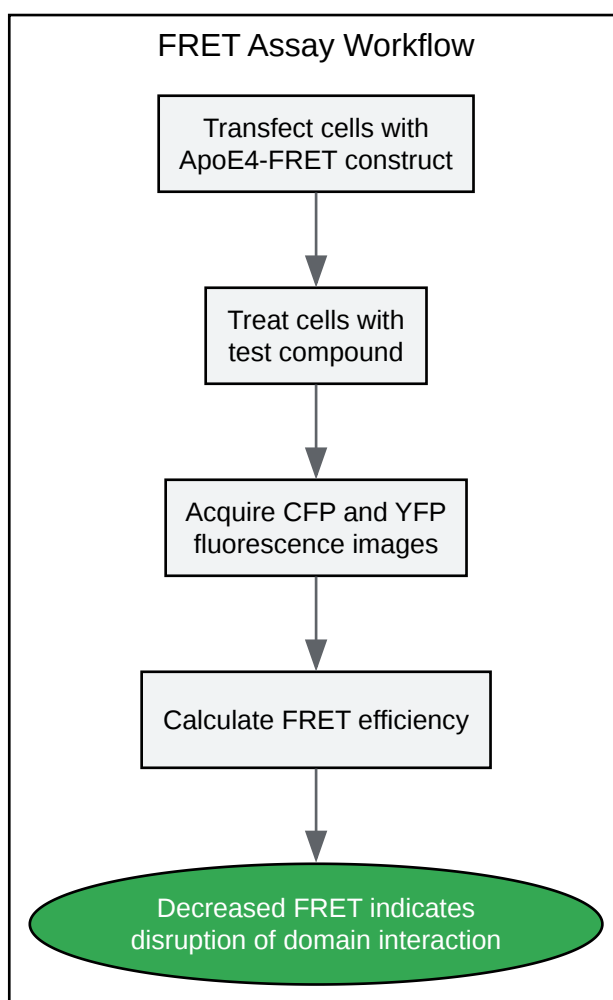 FRET Assay Workflow
Transfect cells with
ApoE4-FRET construct
Treat cells with
test compound
Acquire CFP and YFP
fluorescence images
Calculate FRET efficiency
Decreased FRET indicates
disruption of domain interaction